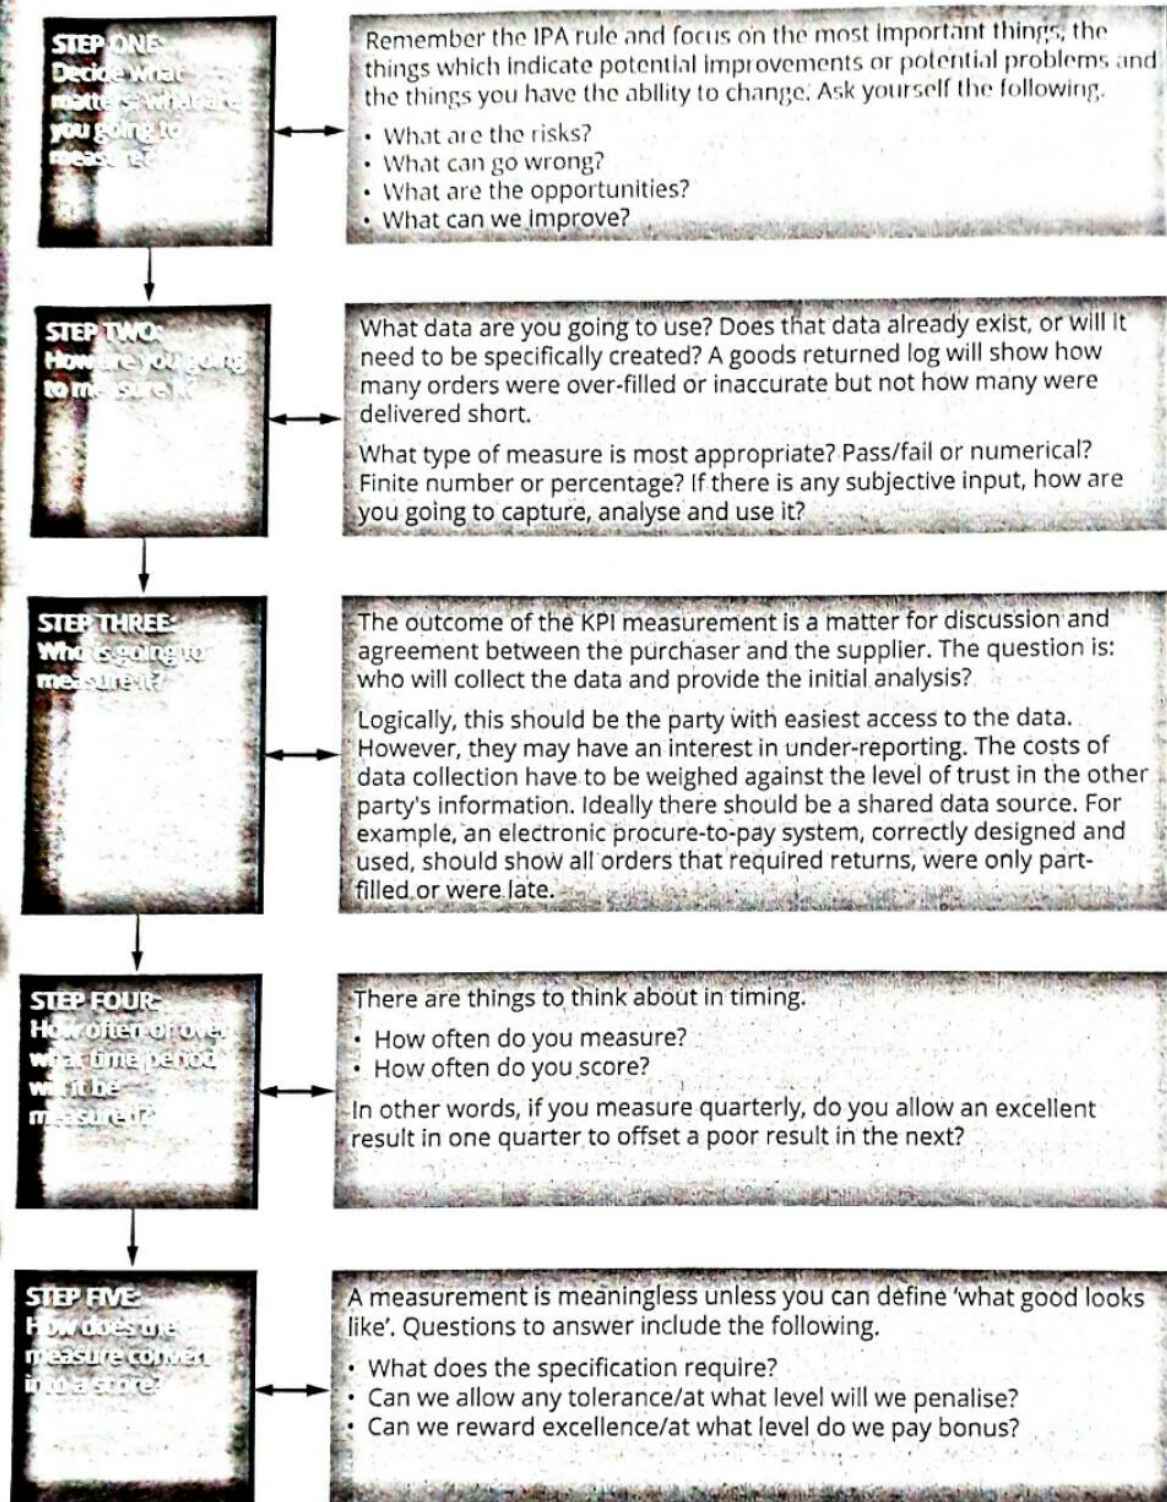 STEP ONE:
Decide what
matters: what are
you going to
measure?
Remember the IPA rule and focus on the most important things, the
things which indicate potential improvements or potential problems and
the things you have the ability to change. Ask yourself the following.
• What are the risks?
• What can go wrong?
• What are the opportunities?
• What can we improve?
STEP TWO:
How are you going
to measure it?
What data are you going to use? Does that data already exist, or will it
need to be specifically created? A goods returned log will show how
many orders were over-filled or inaccurate but not how many were
delivered short.
What type of measure is most appropriate? Pass/fail or numerical?
Finite number or percentage? If there is any subjective input, how are
you going to capture, analyse and use it?
STEP THREE:
Who is going to
measure it?
The outcome of the KPI measurement is a matter for discussion and
agreement between the purchaser and the supplier. The question is:
who will collect the data and provide the initial analysis?
Logically, this should be the party with easiest access to the data.
However, they may have an interest in under-reporting. The costs of
data collection have to be weighed against the level of trust in the other
party's information. Ideally there should be a shared data source. For
example, an electronic procure-to-pay system, correctly designed and
used, should show all orders that required returns, were only part-
filled or were late.
STEP FOUR:
How often or over
what time period
will it be
measured?
There are things to think about in timing.
• How often do you measure?
• How often do you score?
In other words, if you measure quarterly, do you allow an excellent
result in one quarter to offset a poor result in the next?
STEP FIVE:
How does the
measure convert
into a score?
A measurement is meaningless unless you can define 'what good looks
like'. Questions to answer include the following.
• What does the specification require?
• Can we allow any tolerance/at what level will we penalise?
• Can we reward excellence/at what level do we pay bonus?